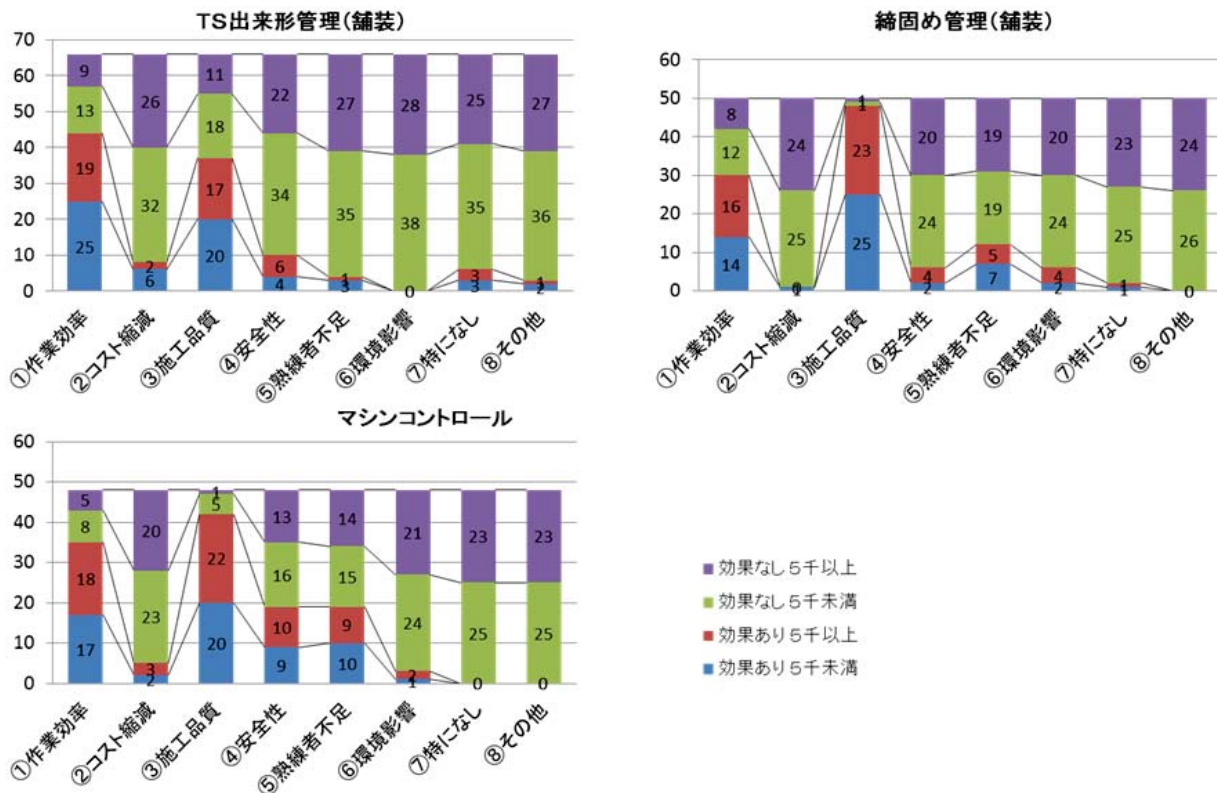 TS出来形管理(舗装)
70
60
50
40
30
20
10
0
9 26 11 22 27 28 25 27
13 32 18 34 35 38 35 36
19 2 17 6 1 3 1
25 6 20 4 3 0 3 2
①作業効率
②コスト縮減
③施工品質
④安全性
⑤熟練者不足
⑥環境影響
⑦特になし
⑧その他
締固め管理(舗装)
60
50
40
30
20
10
0
8 24 1 20 19 20 23 24
12 25 1 24 19 24 25 26
16 0 23 4 5 4 1
14 1 25 2 7 2 1 0
①作業効率
②コスト縮減
③施工品質
④安全性
⑤熟練者不足
⑥環境影響
⑦特になし
⑧その他
マシンコントロール
60
50
40
30
20
10
0
5 20 1 13 14 21 23 23
8 23 5 16 15 24 25 25
18 3 22 10 9 2
17 2 20 9 10 1 0 0
①作業効率
②コスト縮減
③施工品質
④安全性
⑤熟練者不足
⑥環境影響
⑦特になし
⑧その他
効果なし5千以上
効果なし5千未満
効果あり5千以上
効果あり5千未満